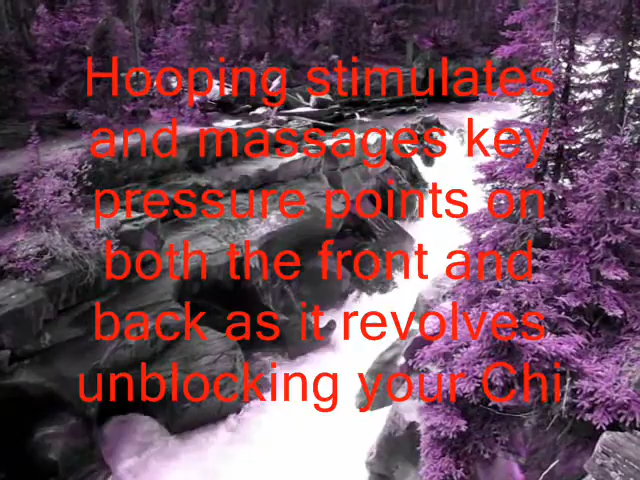 Hooping stimulates
and massages key
pressure points on
both the front and
back as it revolves
unblocking your Chi